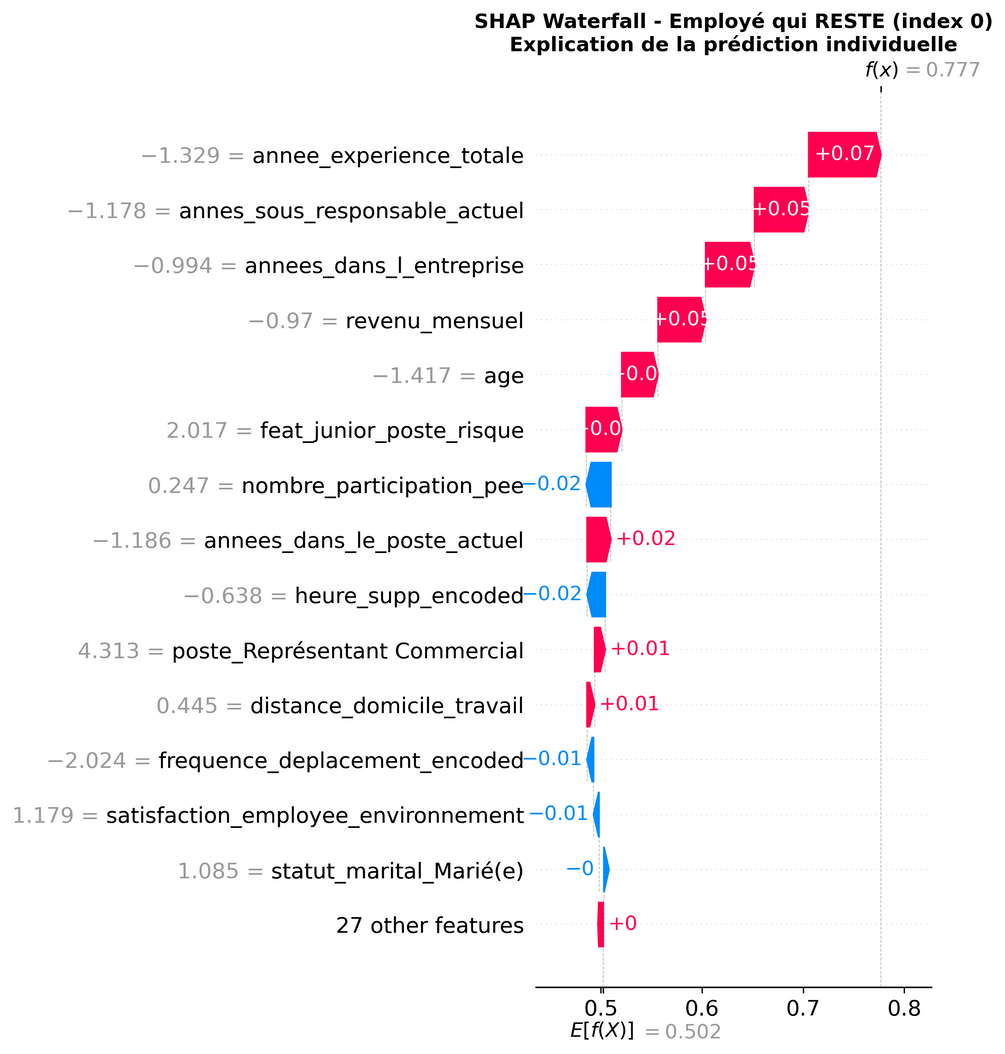 SHAP Waterfall - Employé qui RESTE (index 0)
Explication de la prédiction individuelle
f(x) = 0.777
−1.329 = annee_experience_totale +0.07
−1.178 = annes_sous_responsable_actuel +0.05
−0.994 = annees_dans_l_entreprise +0.05
−0.97 = revenu_mensuel +0.05
−1.417 = age
2.017 = feat_junior_poste_risque
0.247 = nombre_participation_pee −0.02
−1.186 = annees_dans_le_poste_actuel +0.02
−0.638 = heure_supp_encoded −0.02
4.313 = poste_Représentant Commercial +0.01
0.445 = distance_domicile_travail +0.01
−2.024 = frequence_deplacement_encoded −0.01
1.179 = satisfaction_employee_environnement −0.01
1.085 = statut_marital_Marié(e) −0
27 other features +0
0.5 0.6 0.7 0.8
E[f(X)] = 0.502